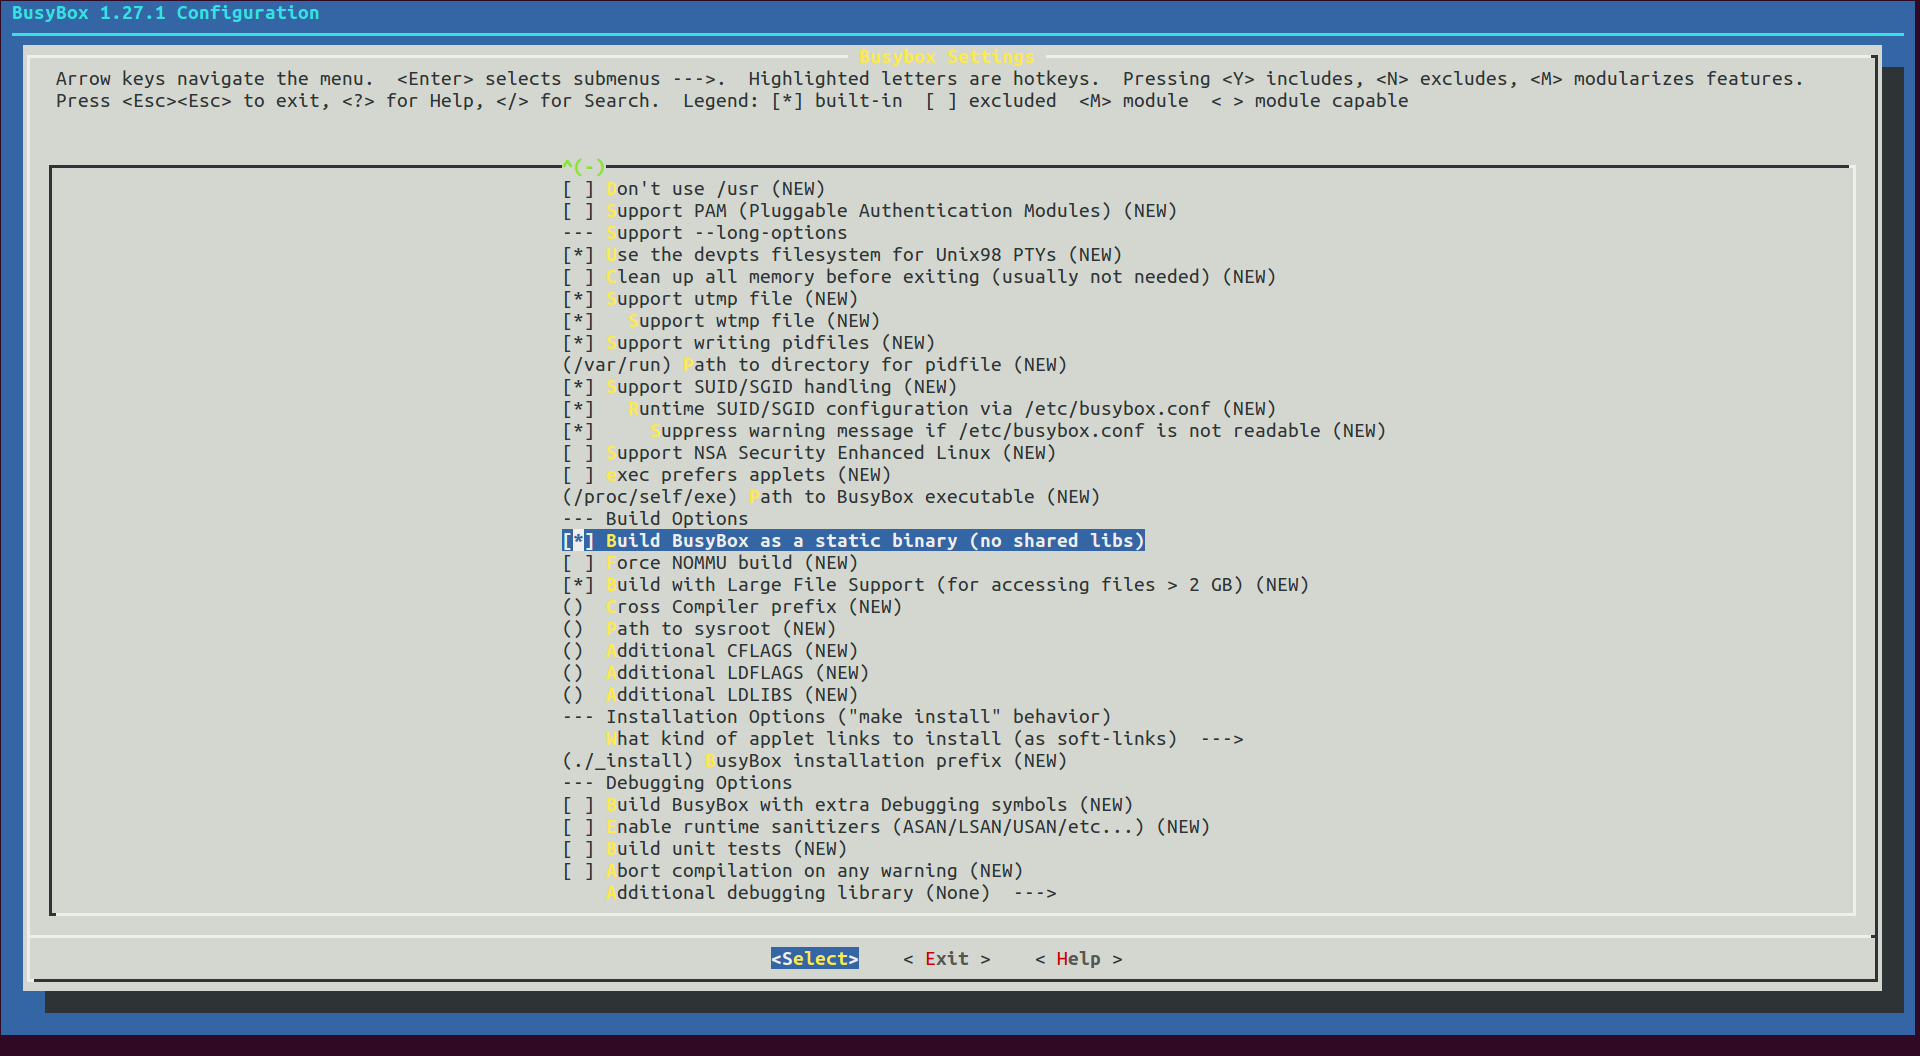 BusyBox 1.27.1 Configuration
Busybox Settings
Arrow keys navigate the menu.  <Enter> selects submenus --->.  Highlighted letters are hotkeys.  Pressing <Y> includes, <N> excludes, <M> modularizes features.
Press <Esc><Esc> to exit, <?> for Help, </> for Search.  Legend: [*] built-in  [ ] excluded  <M> module  < > module capable
^(-)
[ ] Don't use /usr (NEW)
[ ] Support PAM (Pluggable Authentication Modules) (NEW)
--- Support --long-options
[*] Use the devpts filesystem for Unix98 PTYs (NEW)
[ ] Clean up all memory before exiting (usually not needed) (NEW)
[*] Support utmp file (NEW)
[*]   Support wtmp file (NEW)
[*] Support writing pidfiles (NEW)
(/var/run) Path to directory for pidfile (NEW)
[*] Support SUID/SGID handling (NEW)
[*]   Runtime SUID/SGID configuration via /etc/busybox.conf (NEW)
[*]     Suppress warning message if /etc/busybox.conf is not readable (NEW)
[ ] Support NSA Security Enhanced Linux (NEW)
[ ] exec prefers applets (NEW)
(/proc/self/exe) Path to BusyBox executable (NEW)
--- Build Options
[*] Build BusyBox as a static binary (no shared libs)
[ ] Force NOMMU build (NEW)
[*] Build with Large File Support (for accessing files > 2 GB) (NEW)
()  Cross Compiler prefix (NEW)
()  Path to sysroot (NEW)
()  Additional CFLAGS (NEW)
()  Additional LDFLAGS (NEW)
()  Additional LDLIBS (NEW)
--- Installation Options ("make install" behavior)
    What kind of applet links to install (as soft-links)  --->
(./_install) BusyBox installation prefix (NEW)
--- Debugging Options
[ ] Build BusyBox with extra Debugging symbols (NEW)
[ ] Enable runtime sanitizers (ASAN/LSAN/USAN/etc...) (NEW)
[ ] Build unit tests (NEW)
[ ] Abort compilation on any warning (NEW)
    Additional debugging library (None)  --->
<Select>    < Exit >    < Help >